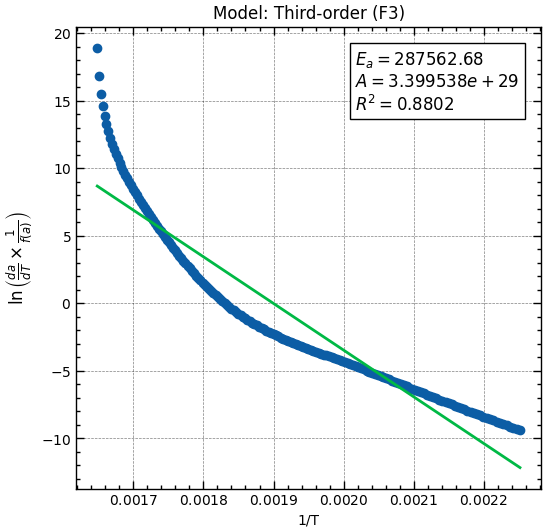 Model: Third-order (F3)
E_a = 287562.68
A = 3.399538e + 29
R^2 = 0.8802
20
15
10
5
0
−5
−10
ln(da/dT × 1/f(a))
0.0017 0.0018 0.0019 0.0020 0.0021 0.0022
1/T